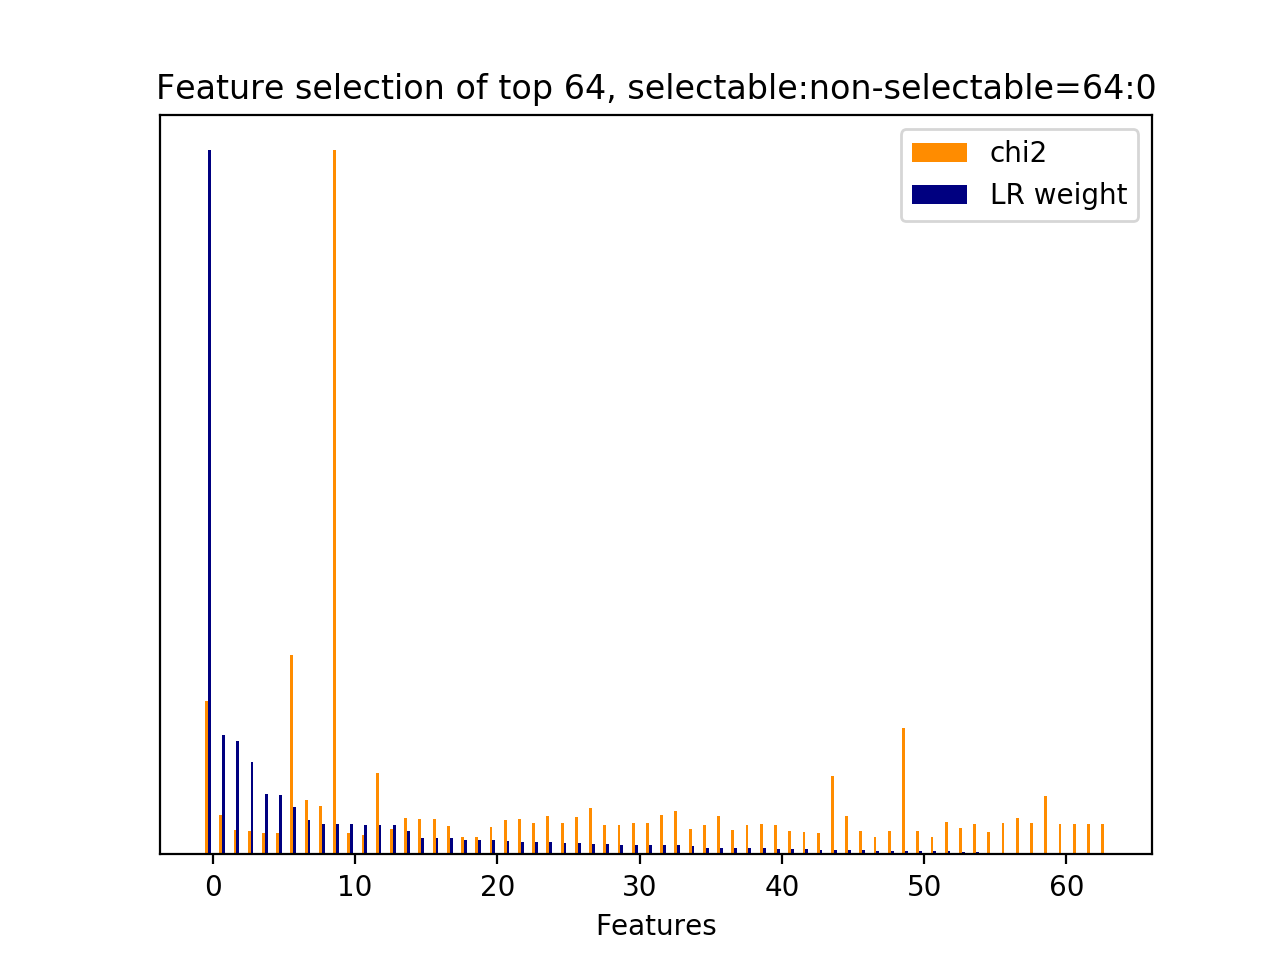 Feature selection of top 64, selectable:non-selectable=64:0
chi2
LR weight
0 10 20 30 40 50 60
Features